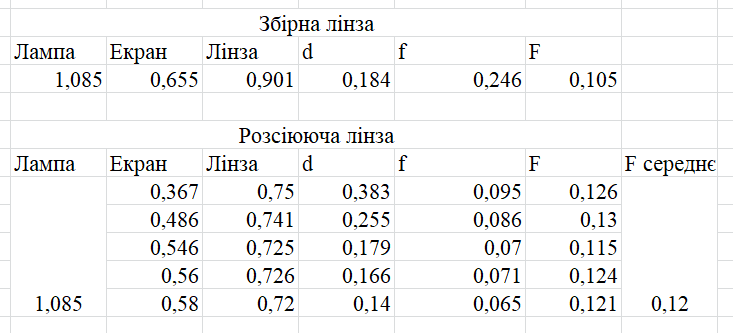 Збірна лінза
Лампа Екран Лінза d f F
1,085 0,655 0,901 0,184 0,246 0,105
Розсіююча лінза
Лампа Екран Лінза d f F F середнє
0,367 0,75 0,383 0,095 0,126
0,486 0,741 0,255 0,086 0,13
0,546 0,725 0,179 0,07 0,115
0,56 0,726 0,166 0,071 0,124
1,085 0,58 0,72 0,14 0,065 0,121 0,12